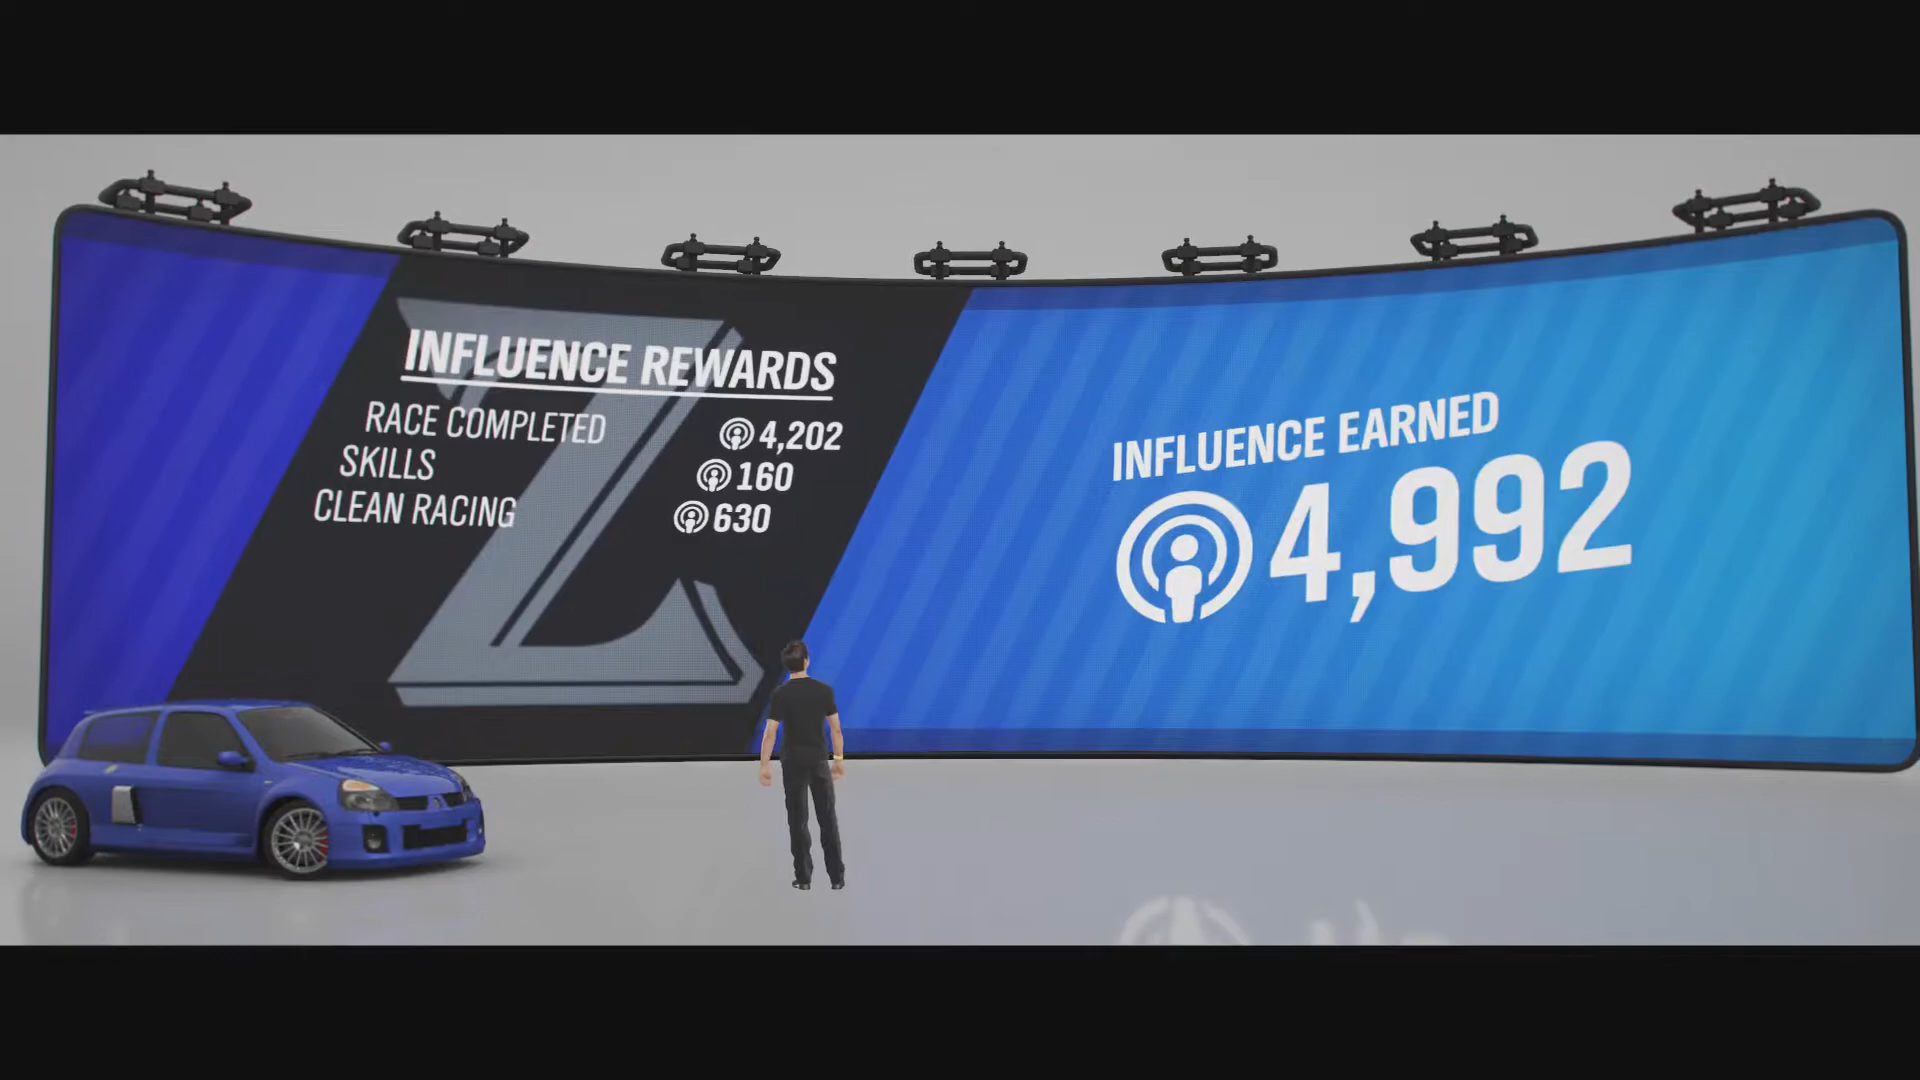 INFLUENCE REWARDS
RACE COMPLETED 4,202
SKILLS 160
CLEAN RACING 630
Z
INFLUENCE EARNED
4,992